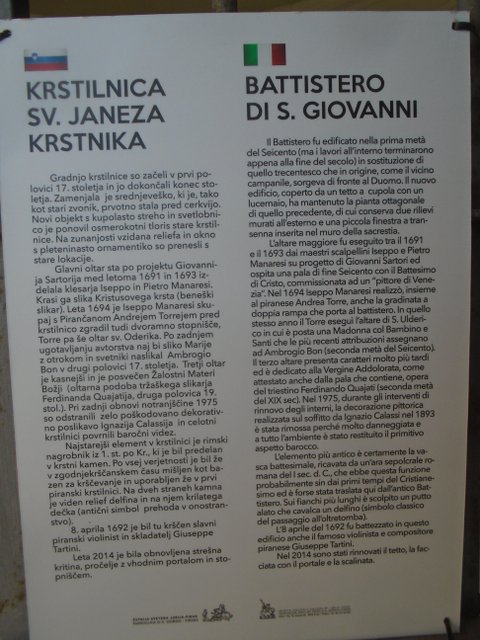 KRSTILNICA
SV. JANEZA
KRSTNIKA
Gradnjo krstilnice so začeli v prvi po-
lovici 17. stoletja in jo dokončali konec sto-
letja. Zamenjala je srednjeveško, ki je, tako
kot stari zvonik, prvotno stala pred cerkvijo.
Novi objekt s kupolasto streho in svetlobni-
co je ponovil osmerokotni tloris stare krstil-
nice. Na zunanjosti vzidana reliefa in okno
s pleteninasto ornamentiko so prenesli s
stare lokacije.
Glavni oltar sta po projektu Giovanni-
ja Sartorija med letoma 1691 in 1693 iz-
delala klesarja Iseppo in Pietro Manaresi.
Krasi ga slika Kristusovega krsta (beneški
slikar). Leta 1694 je Iseppo Manaresi sku-
paj s Pirančanom Andrejem Torrejem pred
krstilnico zgradil tudi dvoramno stopnišče,
Torre pa še oltar sv. Oderika. Po zadnjem
ugotavljanju avtorstva naj bi sliko Marije
z otrokom in svetniki naslikal Ambrogio
Bon v drugi polovici 17. stoletja. Tretji oltar
je kasnejši in je posvečen Žalostni Materi
Božji (oltarna podoba tržaškega slikarja
Ferdinanda Quajatija, druga polovica 19.
stol.). Pri zadnji obnovi notranjščine 1975
so odstranili zelo poškodovano dekorativ-
no poslikavo Ignazija Calassija in celotni
krstilnici povrnili baročni videz.
Najstarejši element v krstilnici je rimski
nagrobnik iz 1. st. po Kr., ki je bil predelan
v krstni kamen. Po vsej verjetnosti je bil že
v zgodnjekrščanskem času mišljen kot ba-
zen za krščevanje in uporabljen že v prvi
piranski krstilnici. Na dveh straneh kamna
je viden relief delfina in na njem krilatega
dečka (antični simbol prehoda v onostran-
stvo).
8. aprila 1692 je bil tu krščen slavni
piranski violinist in skladatelj Giuseppe
Tartini.
Leta 2014 je bila obnovljena strešna
kritina, pročelje z vhodnim portalom in sto-
pniščem.
BATTISTERO
DI S. GIOVANNI
Il Battistero fu edificato nella prima metà
del Seicento (ma i lavori all'interno terminarono
appena alla fine del secolo) in sostituzione di
quello trecentesco che in origine, come il vicino
campanile, sorgeva di fronte al Duomo. Il nuovo
edificio, coperto da un tetto a cupola con un
lucernaio, ha mantenuto la pianta ottagonale
di quello precedente, di cui conserva due rilievi
murati all'esterno e una piccola finestra a tran-
senna inserita nel muro della sacrestia.
L'altare maggiore fu eseguito tra il 1691
e il 1693 dai maestri scalpellini Iseppo e Pietro
Manaresi su progetto di Giovanni Sartori ed
ospita una pala di fine Seicento con il Battesimo
di Cristo, commissionata ad un "pittore di Vene-
zia". Nel 1694 Iseppo Manaresi realizzò, insieme
al piranese Andrea Torre, anche la gradinata a
doppia rampa che porta al battistero. In quello
stesso anno il Torre eseguì l'altare di S. Ulderi-
co in cui è posta una Madonna col Bambino e
Santi che le più recenti attribuzioni assegnano
ad Ambrogio Bon (seconda metà del Seicento).
Il terzo altare presenta caratteri molto più tardi
ed è dedicato alla Vergine Addolorata, come
attestato anche dalla pala che contiene, opera
del triestino Ferdinando Quajati (seconda metà
del XIX sec). Nel 1975, durante gli interventi di
rinnovo degli interni, la decorazione pittorica
realizzata sul soffitto da Ignazio Calassi nel 1893
è stata rimossa perché molto danneggiata e
a tutto l'ambiente è stato restituito il primitivo
aspetto barocco.
L'elemento più antico è certamente la va-
sca battesimale, ricavata da un'ara sepolcrale ro-
mana del I sec. d. C., che ebbe questa funzione
probabilmente sin dai primi tempi del Cristiane-
simo ed è forse stata traslata qui dall'antico Bat-
tistero. Sui fianchi più lunghi è scolpito un putto
alato che cavalca un delfino (simbolo classico
del passaggio all'oltretomba).
L'8 aprile del 1692 fu battezzato in questo
edificio anche il famoso violinista e compositore
piranese Giuseppe Tartini.
Nel 2014 sono stati rinnovati il tetto, la fac-
ciata con il portale e la scalinata.